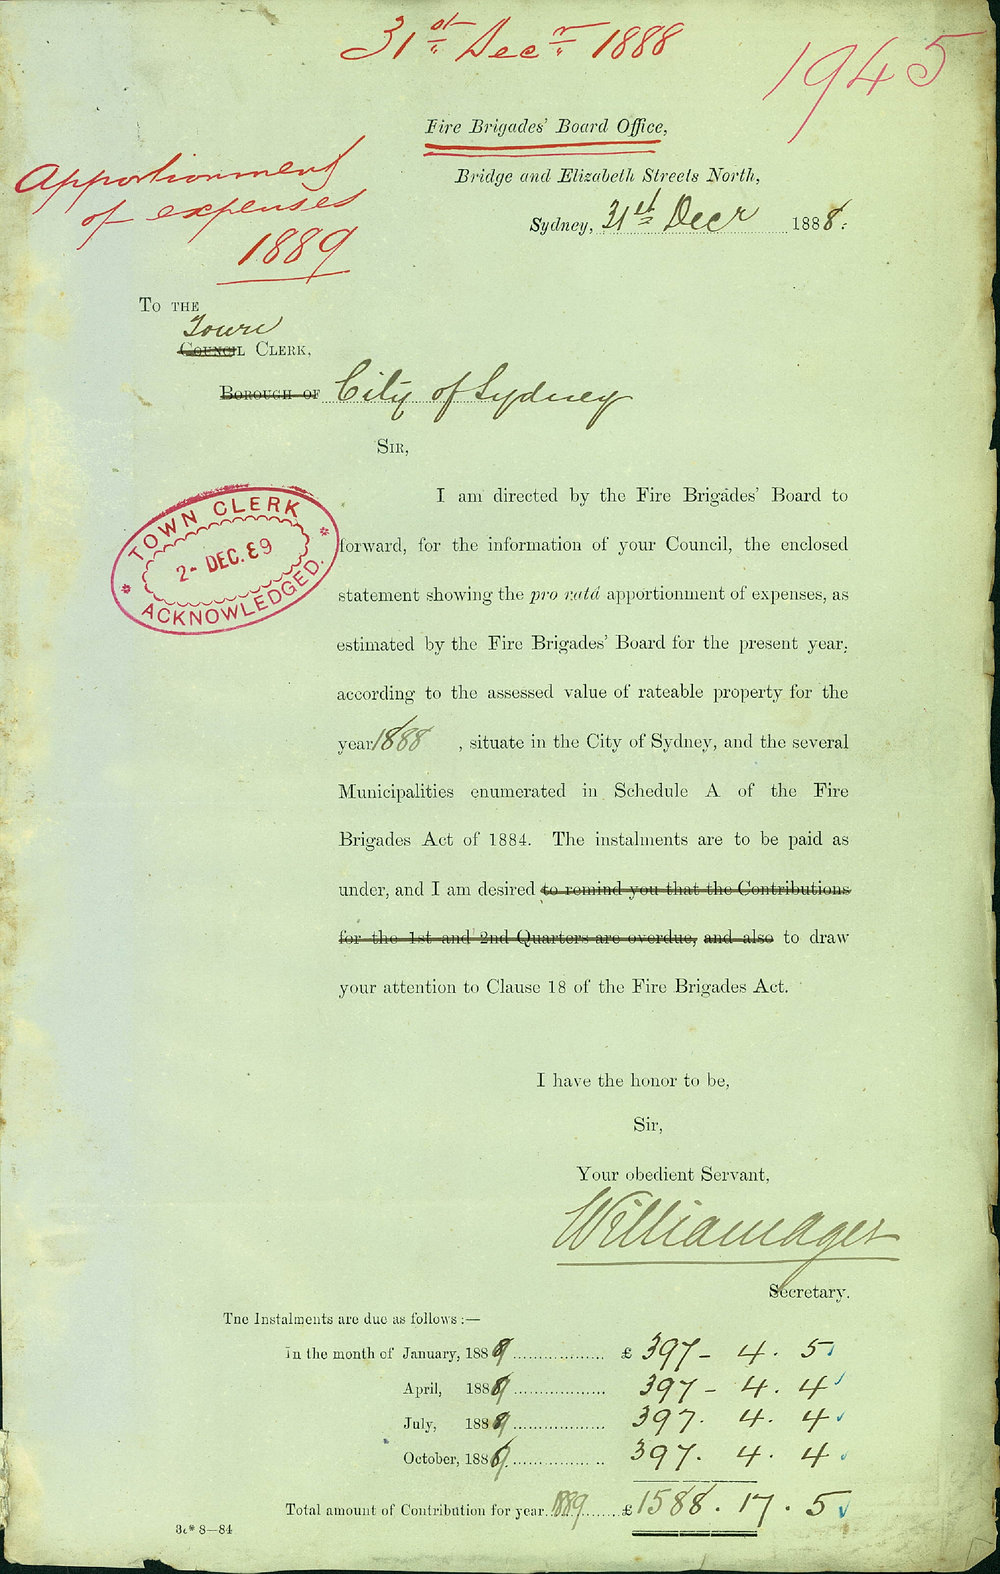 31st Decr 1888
1945
Fire Brigades' Board Office,
Bridge and Elizabeth Streets North,
Sydney, 31st Decr 1888.
Apportionment
of expenses
1889
To the
Town
Council Clerk,
Borough of City of Sydney
Sir,
I am directed by the Fire Brigades' Board to
forward, for the information of your Council, the enclosed
statement showing the pro ratâ apportionment of expenses, as
estimated by the Fire Brigades' Board for the present year,
according to the assessed value of rateable property for the
year 1888 , situate in the City of Sydney, and the several
Municipalities enumerated in Schedule A of the Fire
Brigades Act of 1884. The instalments are to be paid as
under, and I am desired to remind you that the Contributions
for the 1st and 2nd Quarters are overdue, and also to draw
your attention to Clause 18 of the Fire Brigades Act.
TOWN CLERK
2- DEC. 89
ACKNOWLEDGED.
I have the honor to be,
Sir,
Your obedient Servant,
Secretary.
The Instalments are due as follows :—
In the month of January, 1889 .................. £ 397 - 4 . 5
April, 1889 .................. 397 - 4 . 4
July, 1889 .................. 397 . 4 . 4
October, 1889 .................. 397 . 4 . 4
Total amount of Contribution for year 1889 ........ £ 1588 . 17 . 5
3c* 8—84